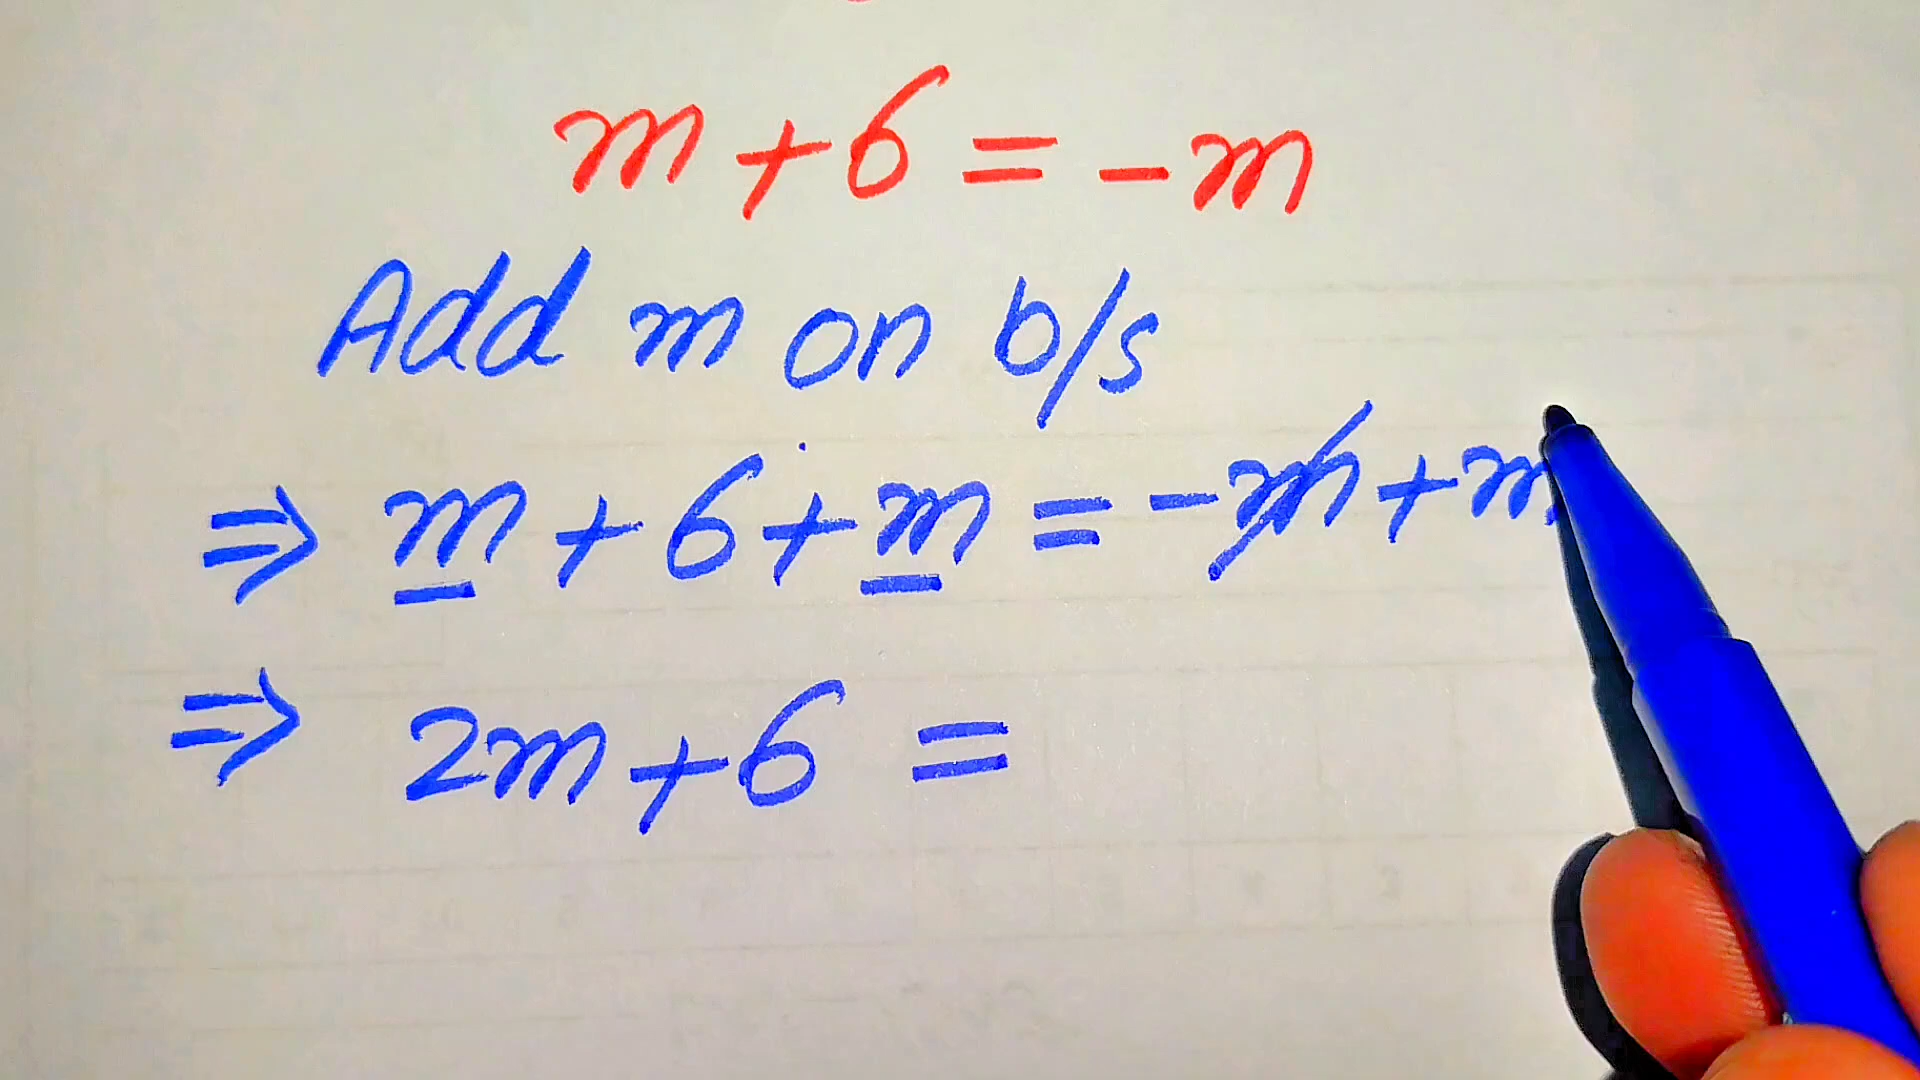 m + 6 = - m
Add m on b/s
⇒ m + 6 + m = - m + m
⇒ 2m + 6 =